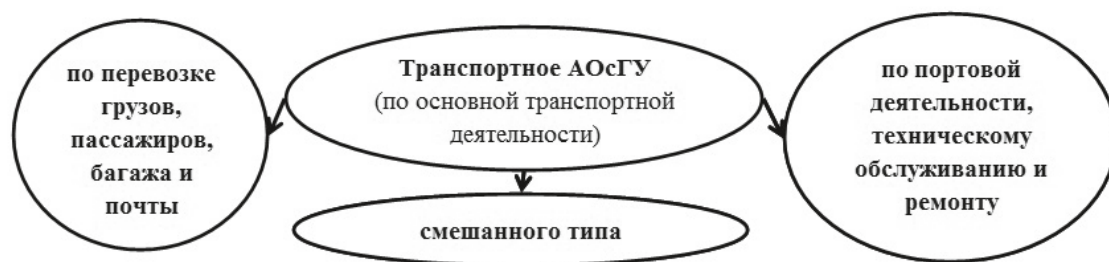 по перевозке
грузов,
пассажиров,
багажа и
почты
Транспортное АОсГУ
(по основной транспортной
деятельности)
смешанного типа
по портовой
деятельности,
техническому
обслуживанию и
ремонту